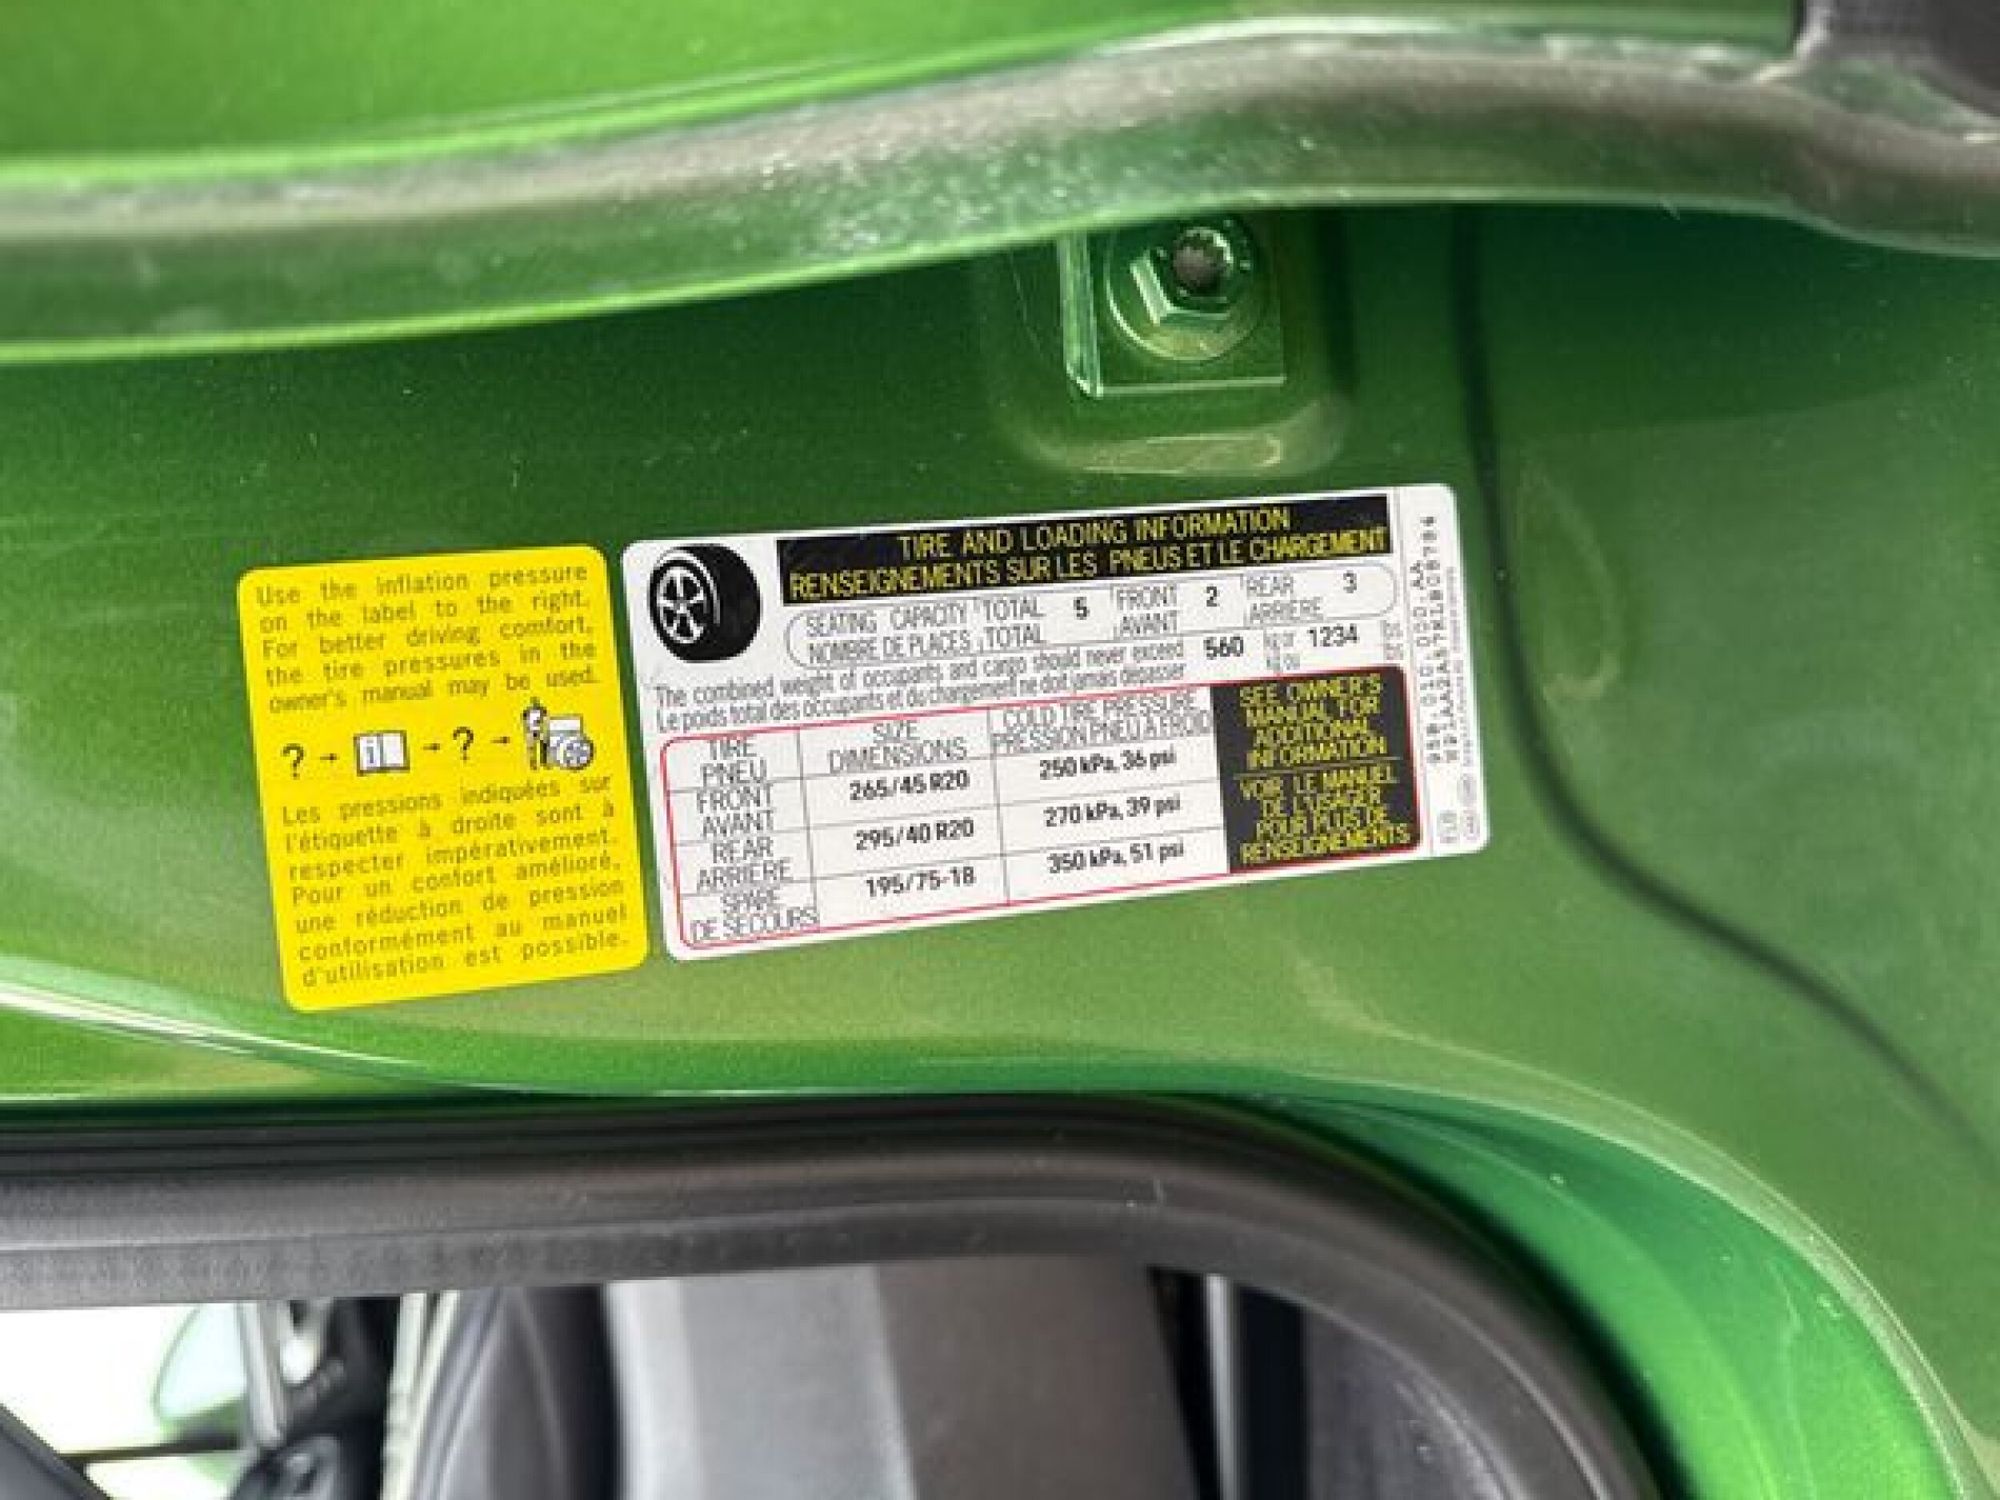 Use the inflation pressure
on the label to the right.
For better driving comfort,
the tire pressures in the
owner's manual may be used.
? → i → ? →
Les pressions indiquées sur
l'étiquette à droite sont à
respecter impérativement.
Pour un confort amélioré,
une réduction de pression
conformément au manuel
d'utilisation est possible.
TIRE AND LOADING INFORMATION
RENSEIGNEMENTS SUR LES PNEUS ET LE CHARGEMENT
SEATING CAPACITY TOTAL 5 FRONT 2 REAR 3
NOMBRE DE PLACES TOTAL AVANT ARRIÈRE
The combined weight of occupants and cargo should never exceed 560 kg or 1234
Le poids total des occupants et du chargement ne doit jamais dépasser kg ou
TIRE SIZE COLD TIRE PRESSURE
PNEU DIMENSIONS PRESSION PNEU À FROID
FRONT 265/45 R20 250 kPa, 36 psi
AVANT
REAR 295/40 R20 270 kPa, 39 psi
ARRIÈRE
SPARE 195/75-18 350 kPa, 51 psi
DE SECOURS
SEE OWNER'S
MANUAL FOR
ADDITIONAL
INFORMATION
VOIR LE MANUEL
DE L'USAGER
POUR PLUS DE
RENSEIGNEMENTS